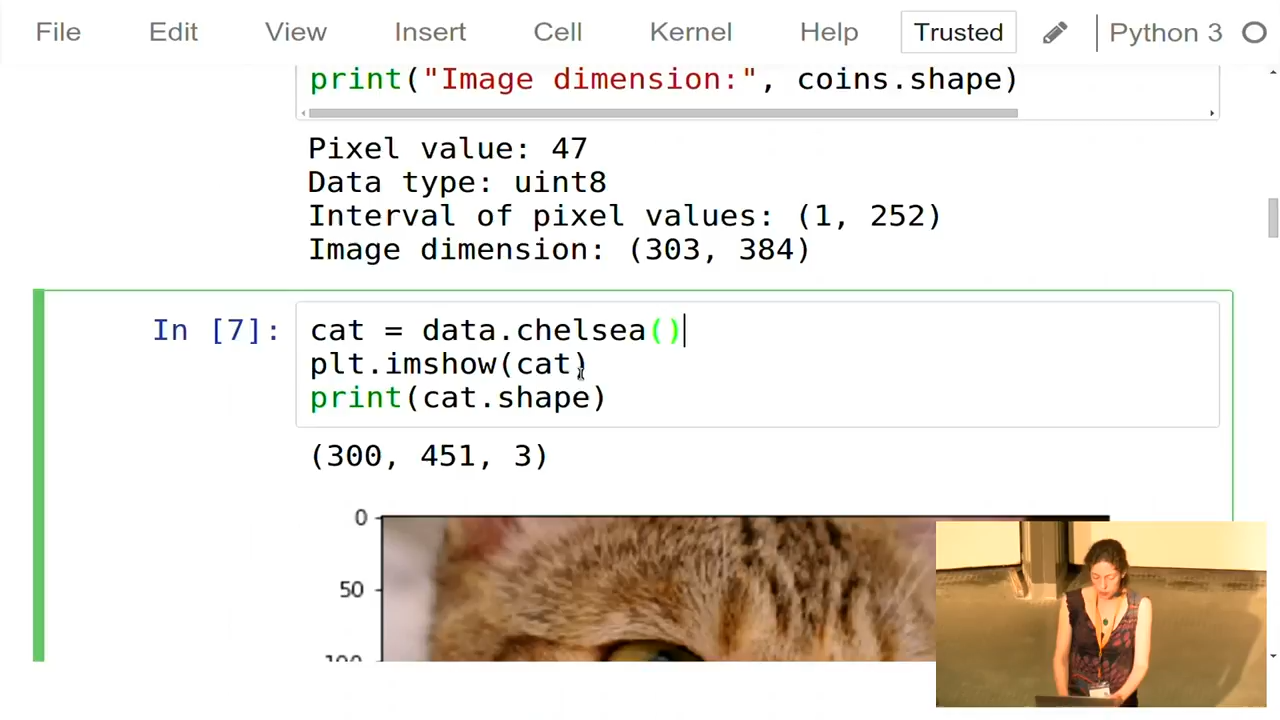 File Edit View Insert Cell Kernel Help Trusted Python 3
print("Image dimension:", coins.shape)
Pixel value: 47
Data type: uint8
Interval of pixel values: (1, 252)
Image dimension: (303, 384)
In [7]: cat = data.chelsea()
plt.imshow(cat)
print(cat.shape)
(300, 451, 3)
0
50
100